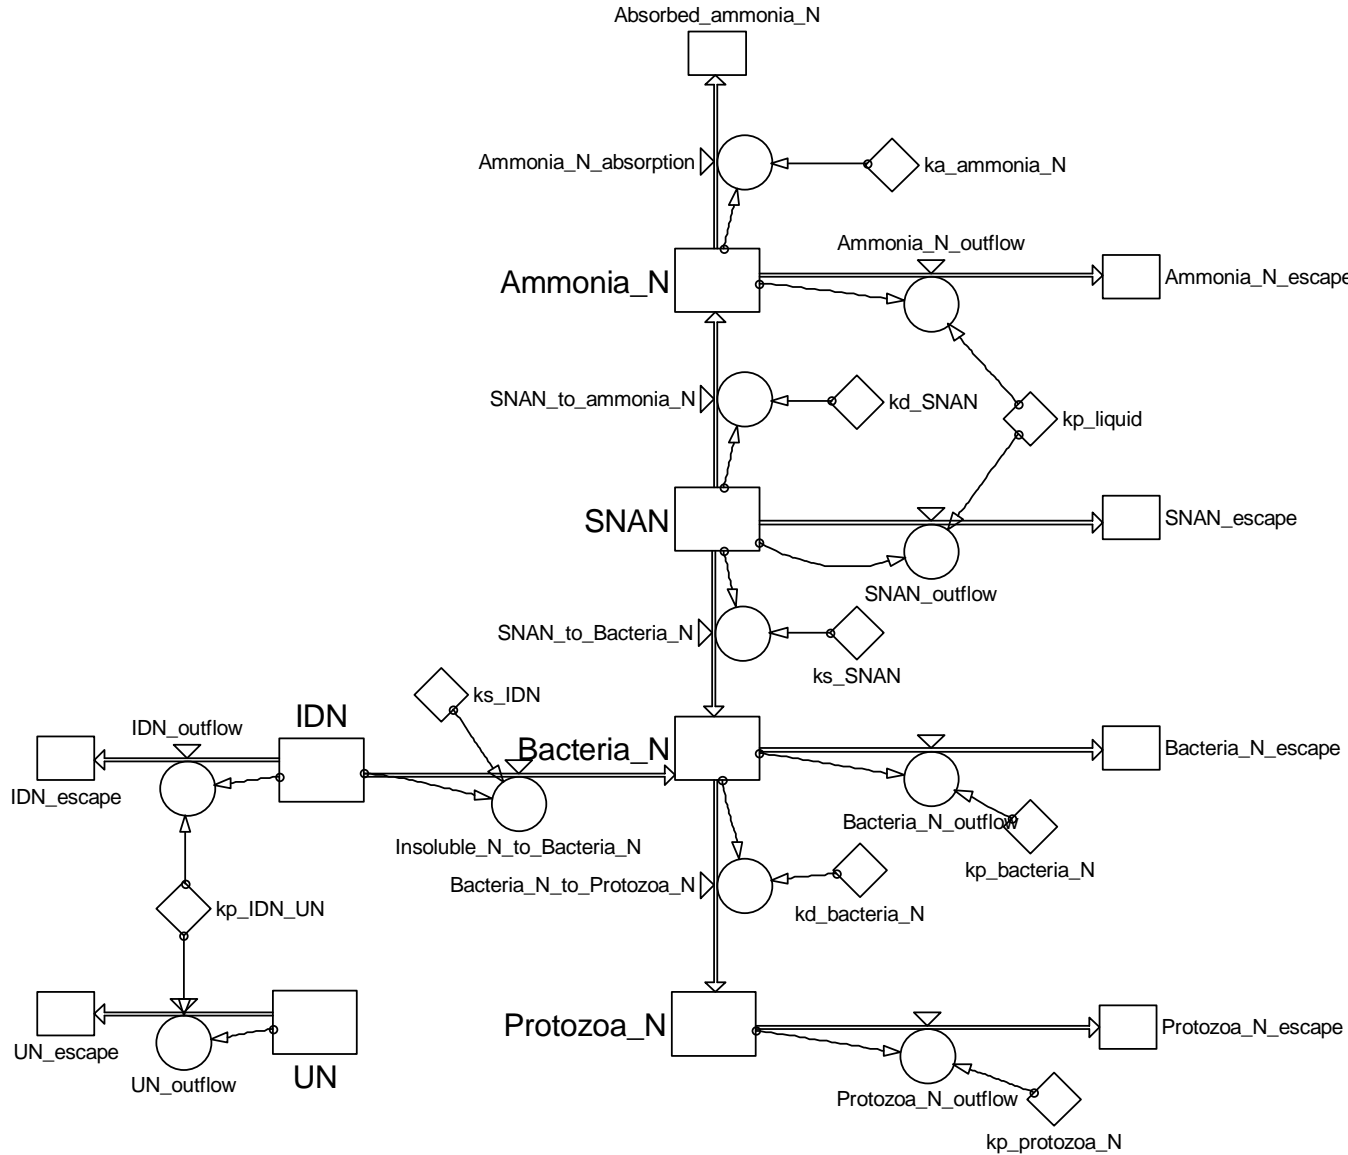 Absorbed_ammonia_N
Ammonia_N_absorption
ka_ammonia_N
Ammonia_N_outflow
Ammonia_N
Ammonia_N_escape
SNAN_to_ammonia_N
kd_SNAN
kp_liquid
SNAN
SNAN_escape
SNAN_outflow
SNAN_to_Bacteria_N
ks_SNAN
ks_IDN
IDN
IDN_outflow
Bacteria_N
Bacteria_N_escape
IDN_escape
Insoluble_N_to_Bacteria_N
Bacteria_N_outflow
kp_bacteria_N
Bacteria_N_to_Protozoa_N
kd_bacteria_N
kp_IDN_UN
Protozoa_N
Protozoa_N_escape
UN_escape
UN_outflow
UN
Protozoa_N_outflow
kp_protozoa_N